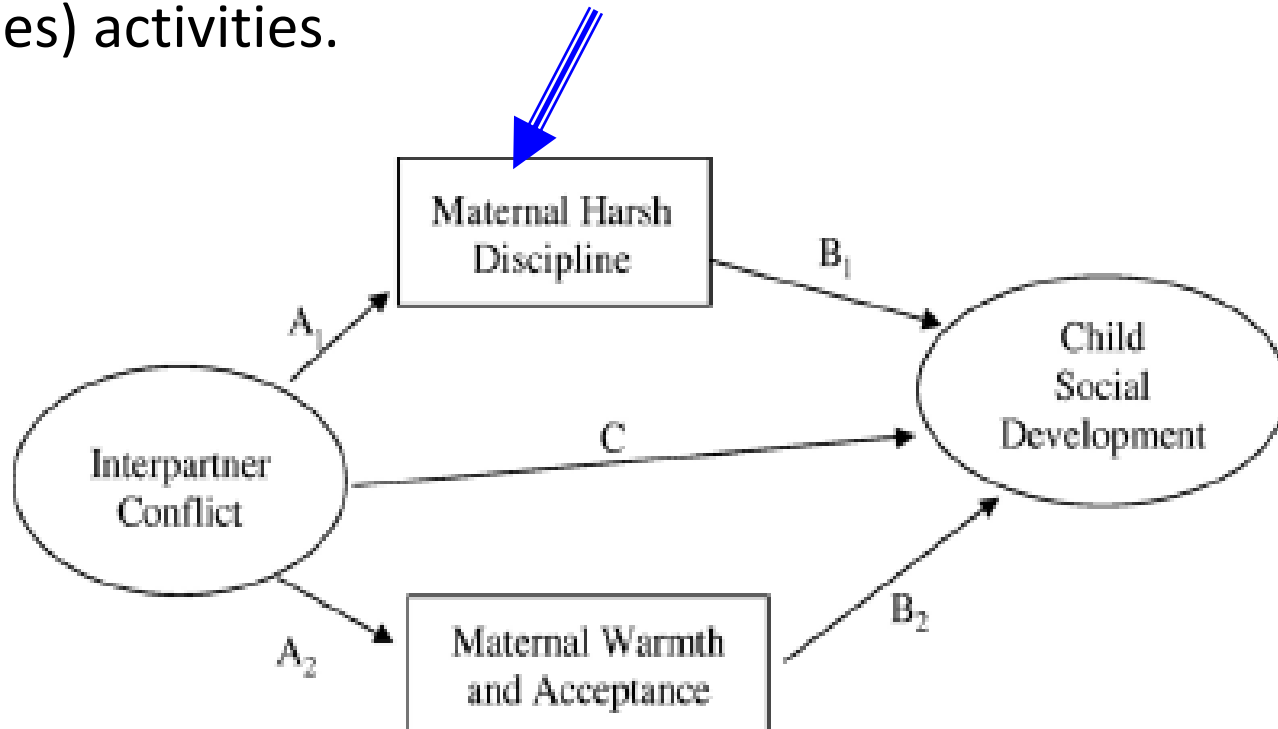 es) activities.
Maternal Harsh
Discipline
B₁
A₁
Child
Social
Development
C
Interpartner
Conflict
B₂
A₂
Maternal Warmth
and Acceptance